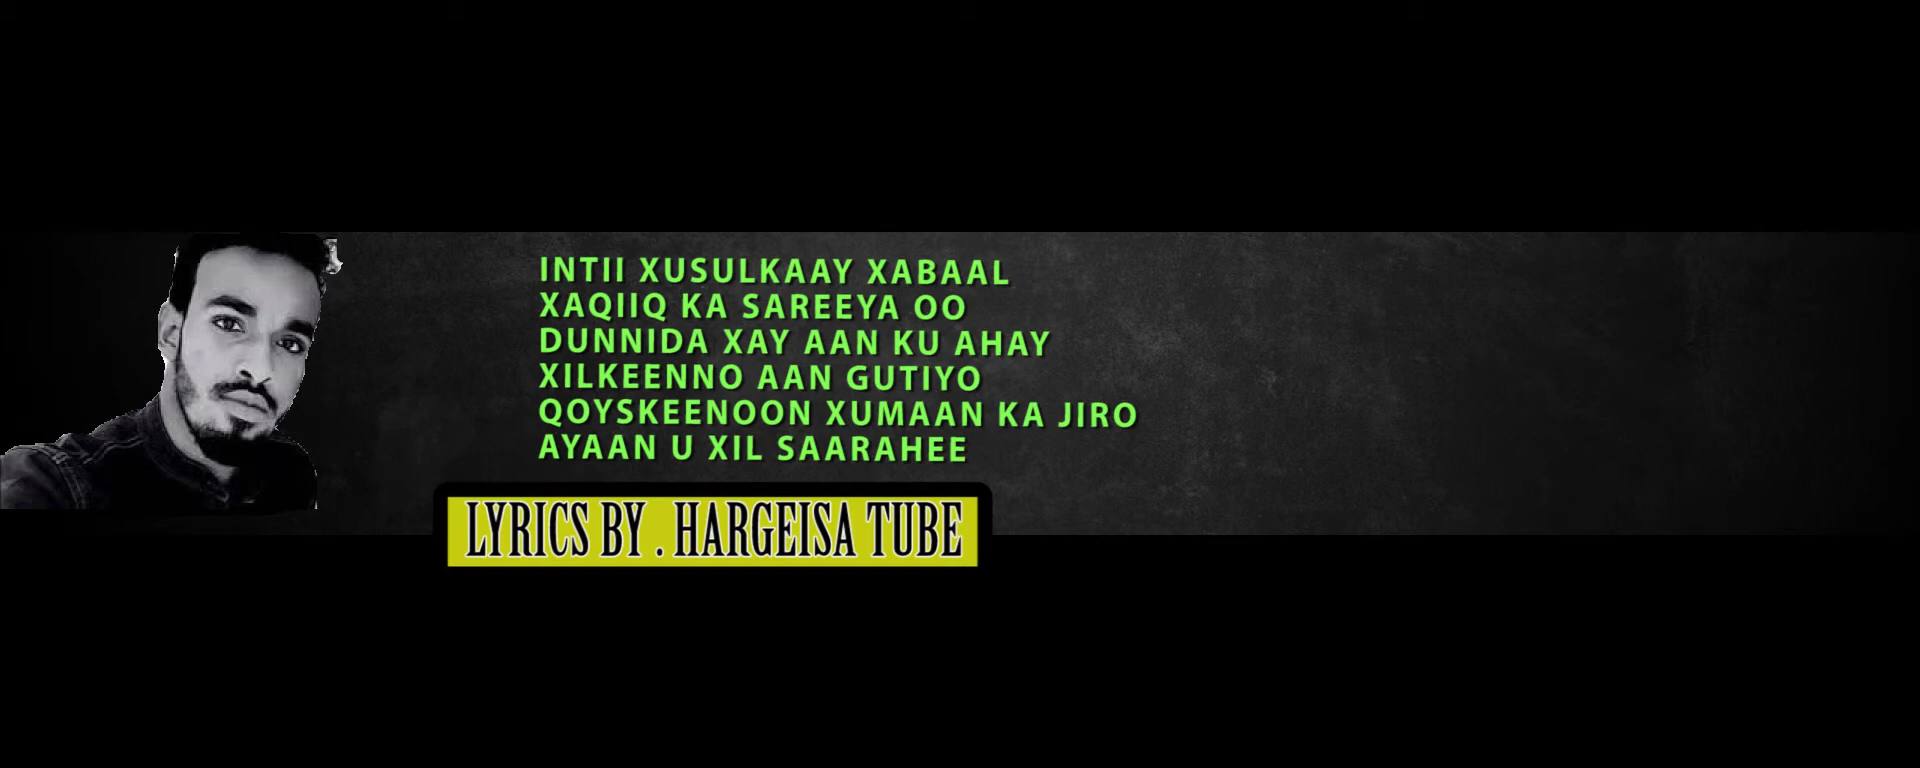 INTII XUSULKAAY XABAAL
XAQIIQ KA SAREEYA OO
DUNNIDA XAY AAN KU AHAY
XILKEENNO AAN GUTIYO
QOYSKEENOON XUMAAN KA JIRO
AYAAN U XIL SAARAHEE
LYRICS BY . HARGEISA TUBE